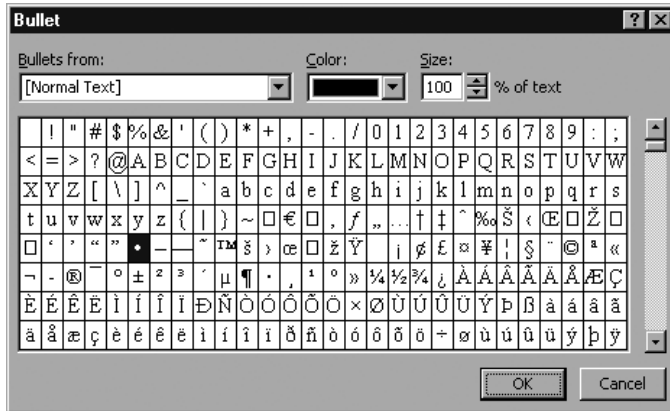 Bullet
Bullets from: Color: Size:
[Normal Text] 100 % of text
! " # $ % & ' ( ) * + , - . / 0 1 2 3 4 5 6 7 8 9 : ;
< = > ? @ A B C D E F G H I J K L M N O P Q R S T U V W
X Y Z [ \ ] ^ _ ` a b c d e f g h i j k l m n o p q r s
t u v w x y z { | } ~ □ € □ ‚ ƒ „ … † ‡ ˆ ‰ Š ‹ Œ □ Ž □
□ ‘ ’ “ ” • – — ˜ ™ š › œ □ ž Ÿ ¡ ¢ £ ¤ ¥ ¦ § ¨ © ª «
¬ - ® ¯ ° ± ² ³ ´ µ ¶ · ¸ ¹ º » ¼ ½ ¾ ¿ À Á Â Ã Ä Å Æ Ç
È É Ê Ë Ì Í Î Ï Ð Ñ Ò Ó Ô Õ Ö × Ø Ù Ú Û Ü Ý Þ ß à á â ã
ä å æ ç è é ê ë ì í î ï ð ñ ò ó ô õ ö ÷ ø ù ú û ü ý þ ÿ
OK Cancel